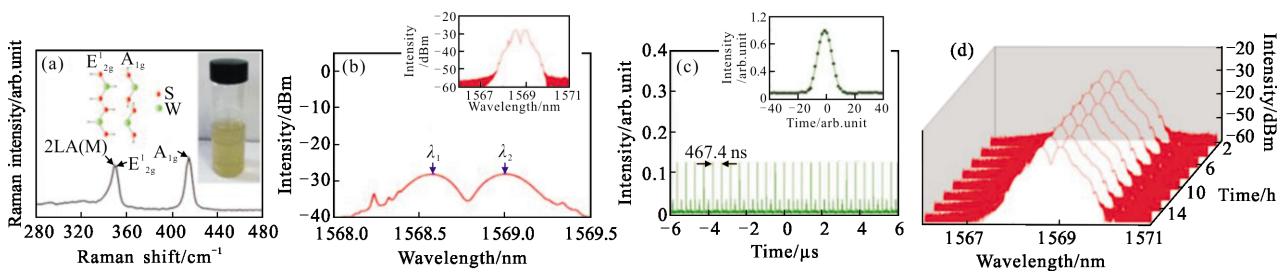 (a)
Raman intensity/arb.unit
E¹₂g A₁g
S
W
2LA(M)
E¹₂g
A₁g
280 360 400 480
Raman shift/cm⁻¹
(b)
Intensity/dBm
0
−10
−20
−30
−40
λ₁ λ₂
1568.0 1568.5 1569.0 1569.5
Wavelength/nm
Intensity
/dBm
−20
−30
−40
−50
−60
1567 1569 1571
Wavelength/nm
(c)
Intensity/arb.unit
0.4
0.3
0.2
0.1
0
467.4 ns
−6 −4 −2 0 2 4 6
Time/μs
Intensity
/arb.unit
1.2
0.8
0.4
0
−40 −20 0 20 40
Time/arb.unit
(d)
−20
−30
−40
−50
−60
Intensity/dBm
2
6
10
14
Time/h
1567 1569 1571
Wavelength/nm